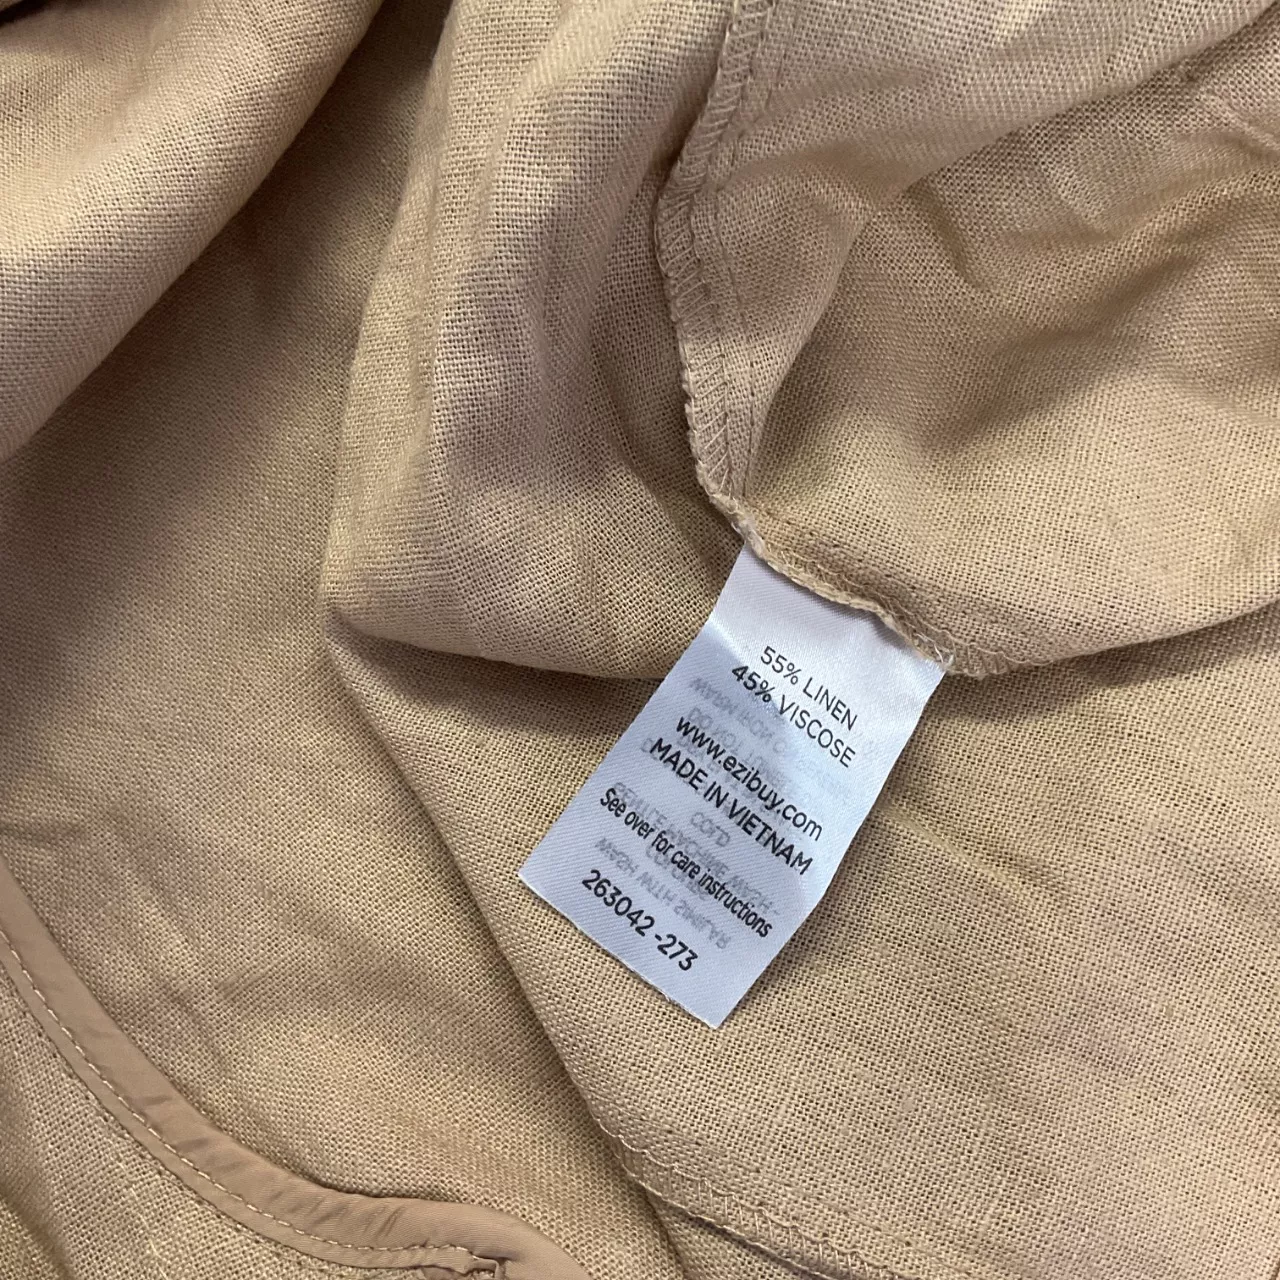 55% LINEN
45% VISCOSE
www.ezibuy.com
MADE IN VIETNAM
See over for care instructions
263042 -273